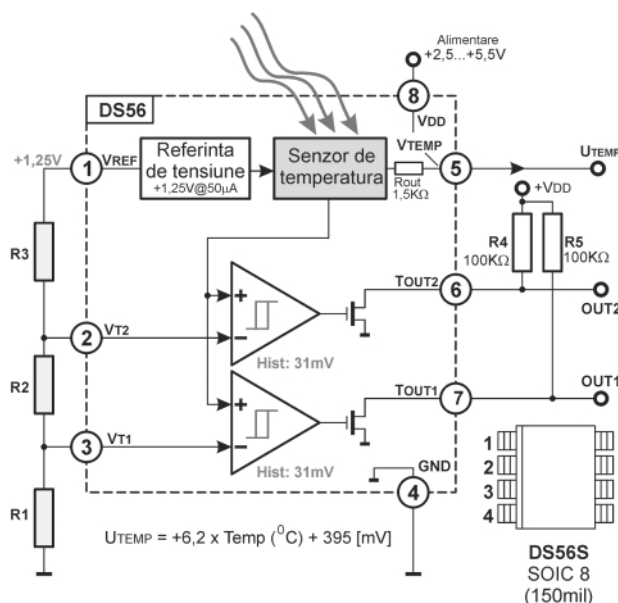 Alimentare
+2,5...+5,5V
8
DS56
VDD
+1,25V
1
VREF
Referinta
de tensiune
+1,25V@50μA
Senzor de
temperatura
VTEMP
Rout
1,5KΩ
5
UTEMP
+VDD
R4
100KΩ
R5
100KΩ
R3
+
−
Hist: 31mV
TOUT2
6
OUT2
2
VT2
R2
+
−
Hist: 31mV
TOUT1
7
OUT1
3
VT1
R1
GND
4
UTEMP = +6,2 x Temp (⁰C) + 395 [mV]
1
2
3
4
DS56S
SOIC 8
(150mil)